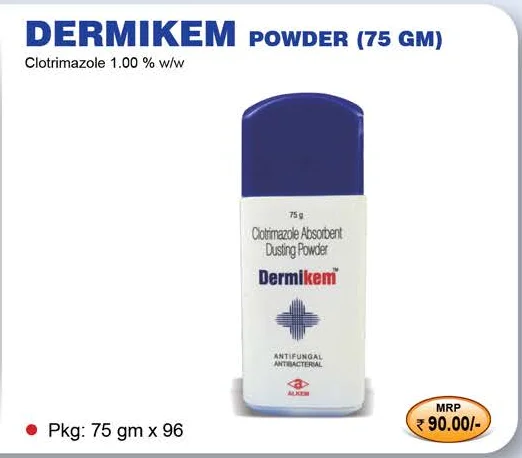 DERMIKEM POWDER (75 GM)
Clotrimazole 1.00 % w/w
75 g
Clotrimazole Absorbent
Dusting Powder
Dermikem™
ANTIFUNGAL
ANTIBACTERIAL
ALKEM
Pkg: 75 gm x 96
MRP
₹ 90.00/-